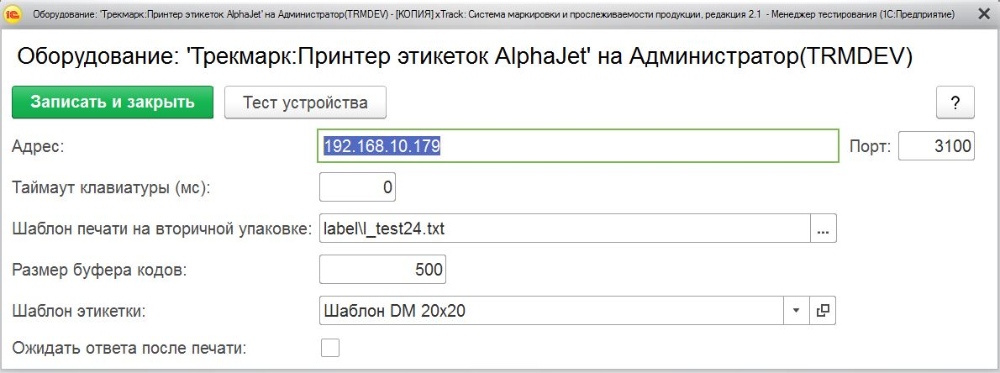 1С Оборудование: 'Трекмарк:Принтер этикеток AlphaJet' на Администратор(TRMDEV) - [КОПИЯ] xTrack: Система маркировки и прослеживаемости продукции, редакция 2.1 - Менеджер тестирования (1С:Предприятие)
Оборудование: 'Трекмарк:Принтер этикеток AlphaJet' на Администратор(TRMDEV)
Записать и закрыть Тест устройства ?
Адрес: 192.168.10.179 Порт: 3100
Таймаут клавиатуры (мс): 0
Шаблон печати на вторичной упаковке: label\l_test24.txt ...
Размер буфера кодов: 500
Шаблон этикетки: Шаблон DM 20x20
Ожидать ответа после печати: